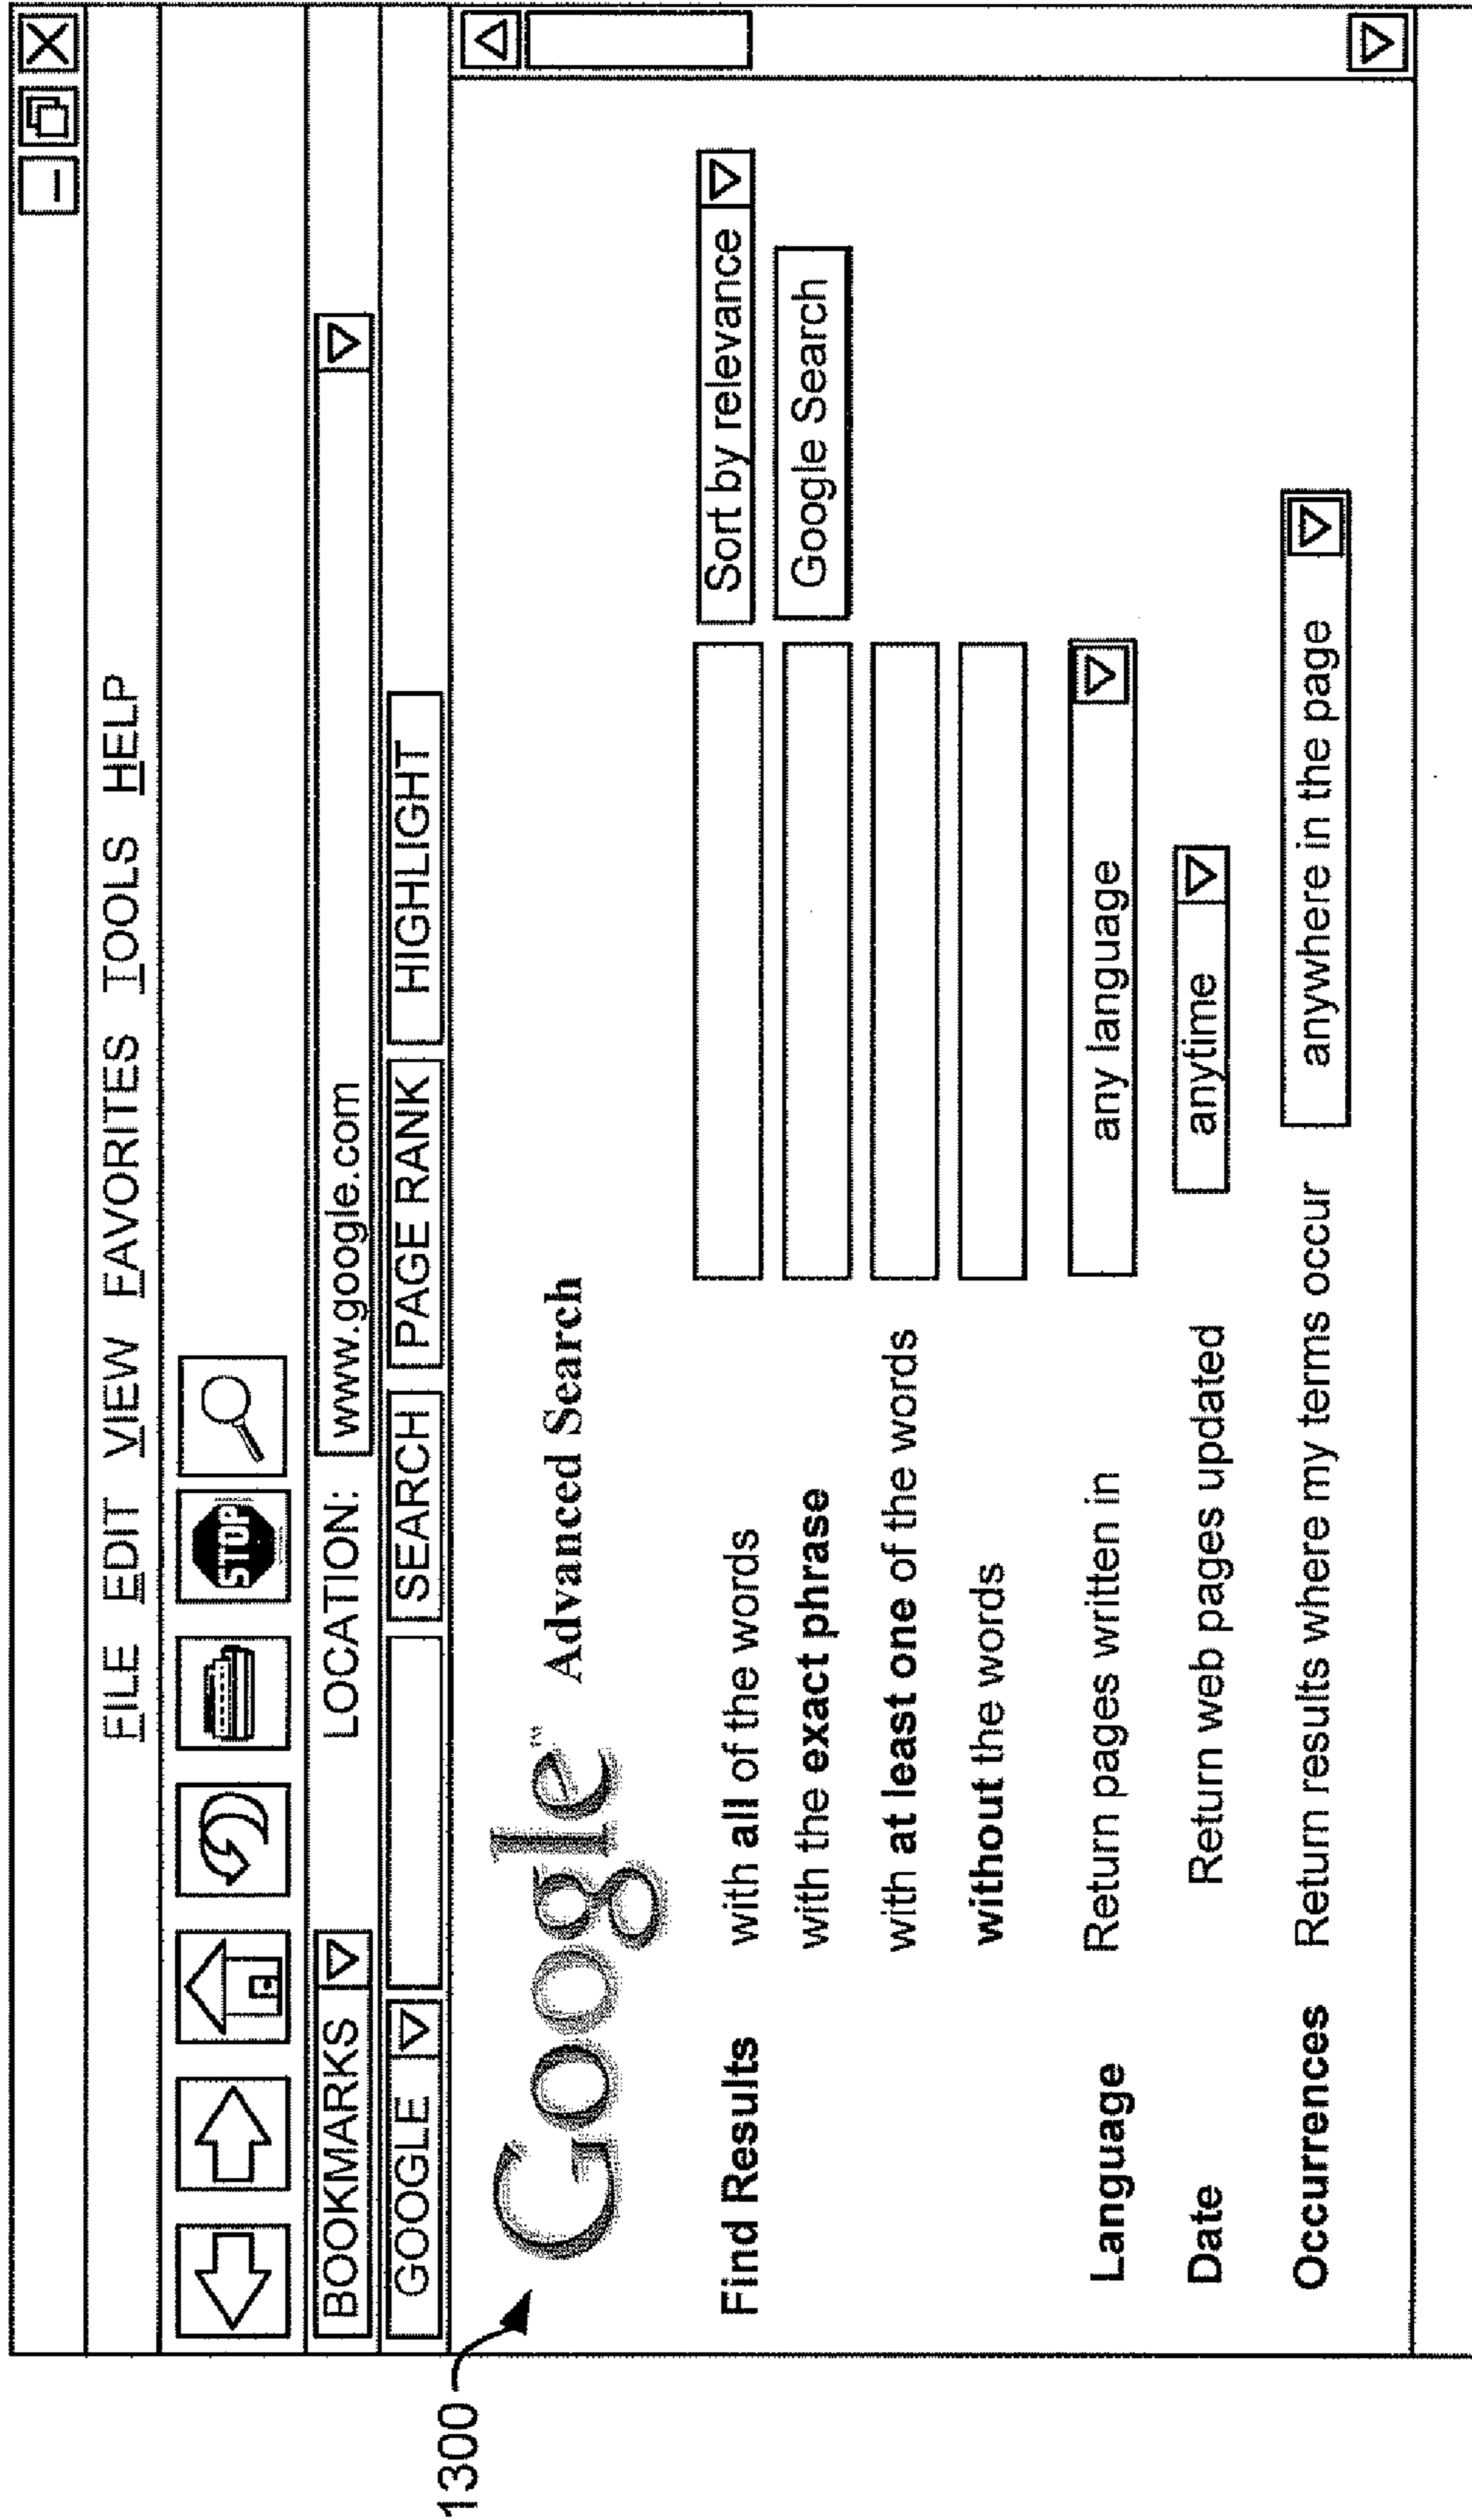 FILE EDIT VIEW FAVORITES TOOLS HELP
STOP
BOOKMARKS LOCATION: www.google.com
GOOGLE SEARCH PAGE RANK HIGHLIGHT
1300
Google™ Advanced Search
Find Results with all of the words Sort by relevance
with the exact phrase Google Search
with at least one of the words
without the words
Language Return pages written in any language
Date Return web pages updated anytime
Occurrences Return results where my terms occur anywhere in the page